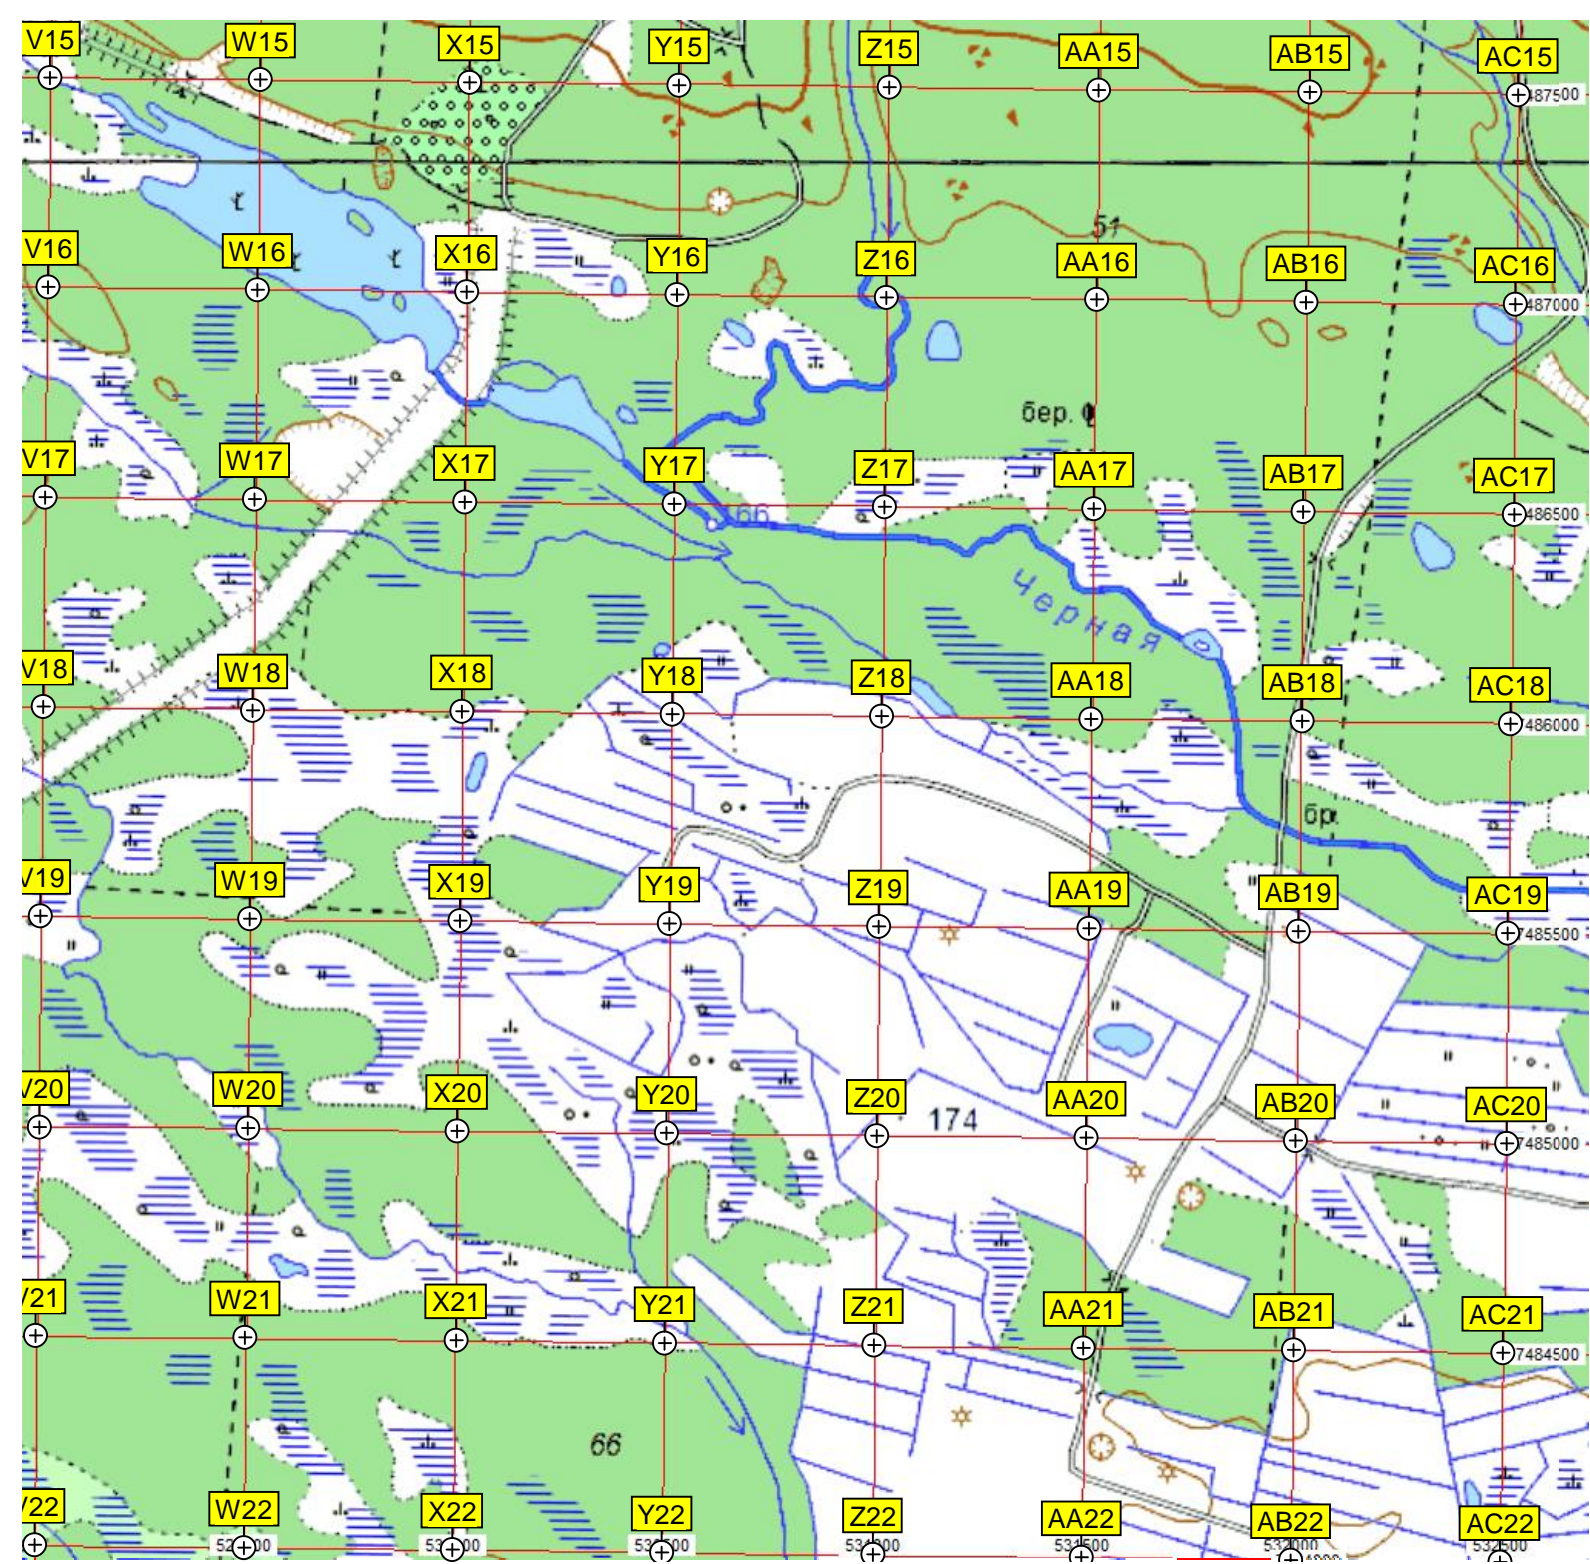 V15 W15 X15 Y15 Z15 AA15 AB15 AC15
487500
51
V16 W16 X16 Y16 Z16 AA16 AB16 AC16
487000
бер.
V17 W17 X17 Y17 Z17 AA17 AB17 AC17
486500
Черная
V18 W18 X18 Y18 Z18 AA18 AB18 AC18
486000
бр.
V19 W19 X19 Y19 Z19 AA19 AB19 AC19
7485500
V20 W20 X20 Y20 Z20 AA20 AB20 AC20
174
7485000
V21 W21 X21 Y21 Z21 AA21 AB21 AC21
7484500
66
V22 W22 X22 Y22 Z22 AA22 AB22 AC22